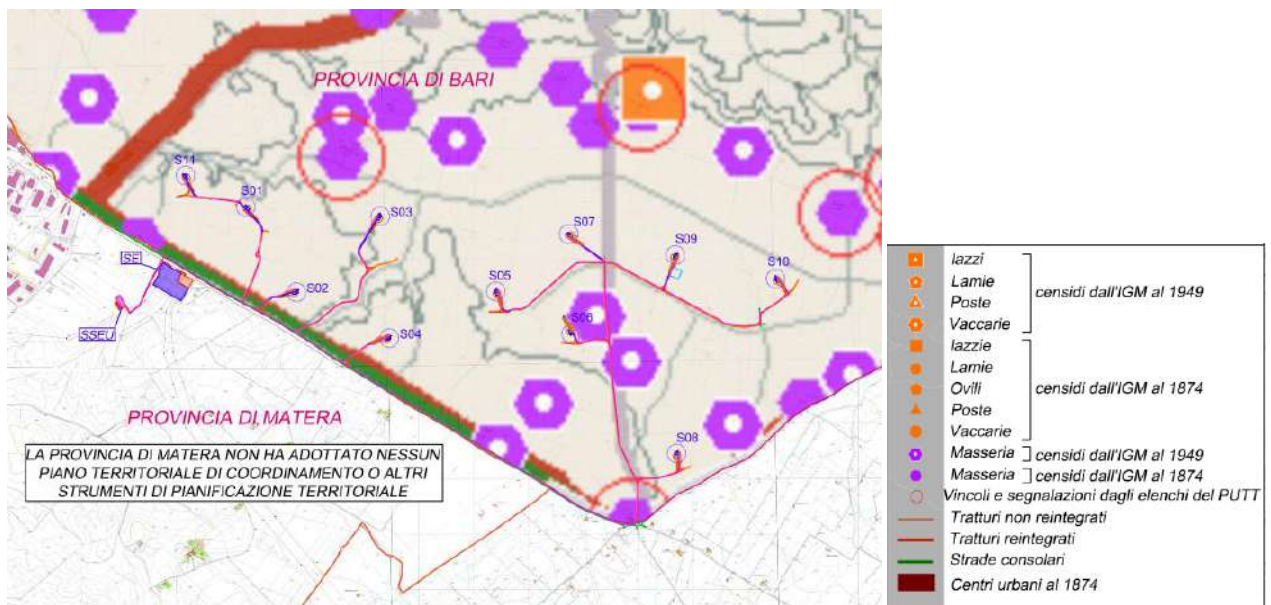 PROVINCIA DI BARI
S11
S01
S03
S07
S09
S10
SE
S02
S05
S06
S04
SSEU
PROVINCIA DI MATERA
S08
LA PROVINCIA DI MATERA NON HA ADOTTATO NESSUN
PIANO TERRITORIALE DI COORDINAMENTO O ALTRI
STRUMENTI DI PIANIFICAZIONE TERRITORIALE
Iazzi
Lamie
Poste
Vaccarie
censidi dall'IGM al 1949
Iazzie
Lamie
Ovili
Poste
Vaccarie
censidi dall'IGM al 1874
Masseria censidi dall'IGM al 1949
Masseria censidi dall'IGM al 1874
Vincoli e segnalazioni dagli elenchi del PUTT
Tratturi non reintegrati
Tratturi reintegrati
Strade consolari
Centri urbani al 1874